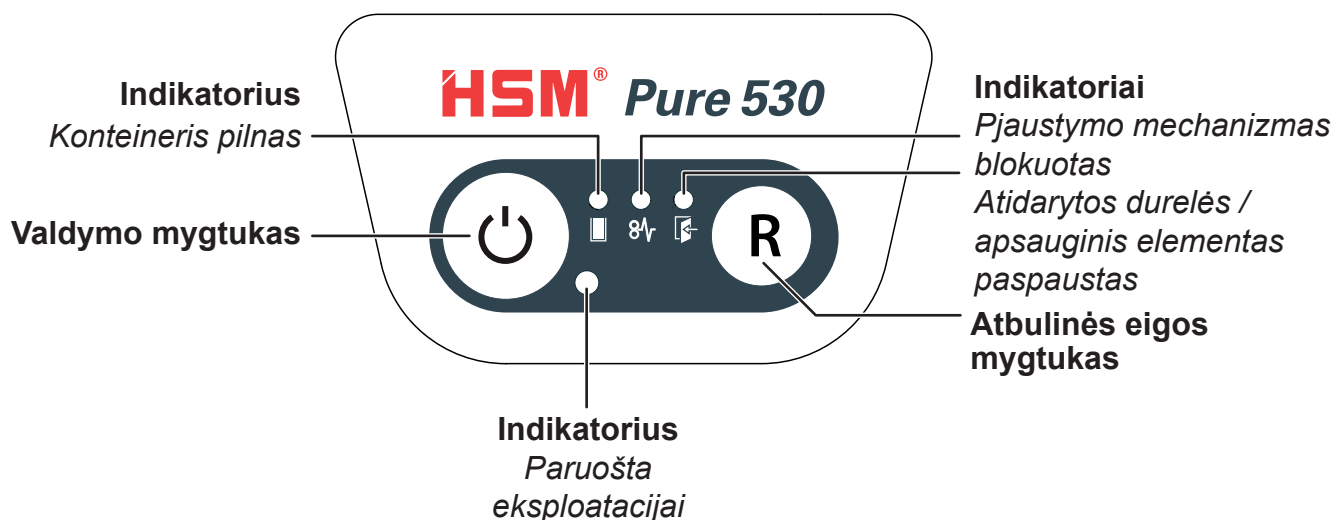 HSM® Pure 530
Indikatorius
Konteineris pilnas
Valdymo mygtukas
R
Indikatoriai
Pjaustymo mechanizmas
blokuotas
Atidarytos durelės /
apsauginis elementas
paspaustas
Atbulinės eigos
mygtukas
Indikatorius
Paruošta
eksploatacijai